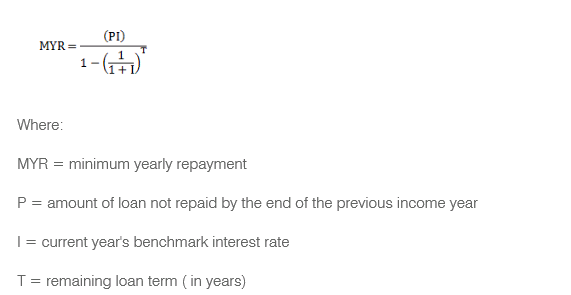 MYR = (PI) / 1 - (1 / 1 + I)^T
Where:
MYR = minimum yearly repayment
P = amount of loan not repaid by the end of the previous income year
I = current year's benchmark interest rate
T = remaining loan term ( in years)